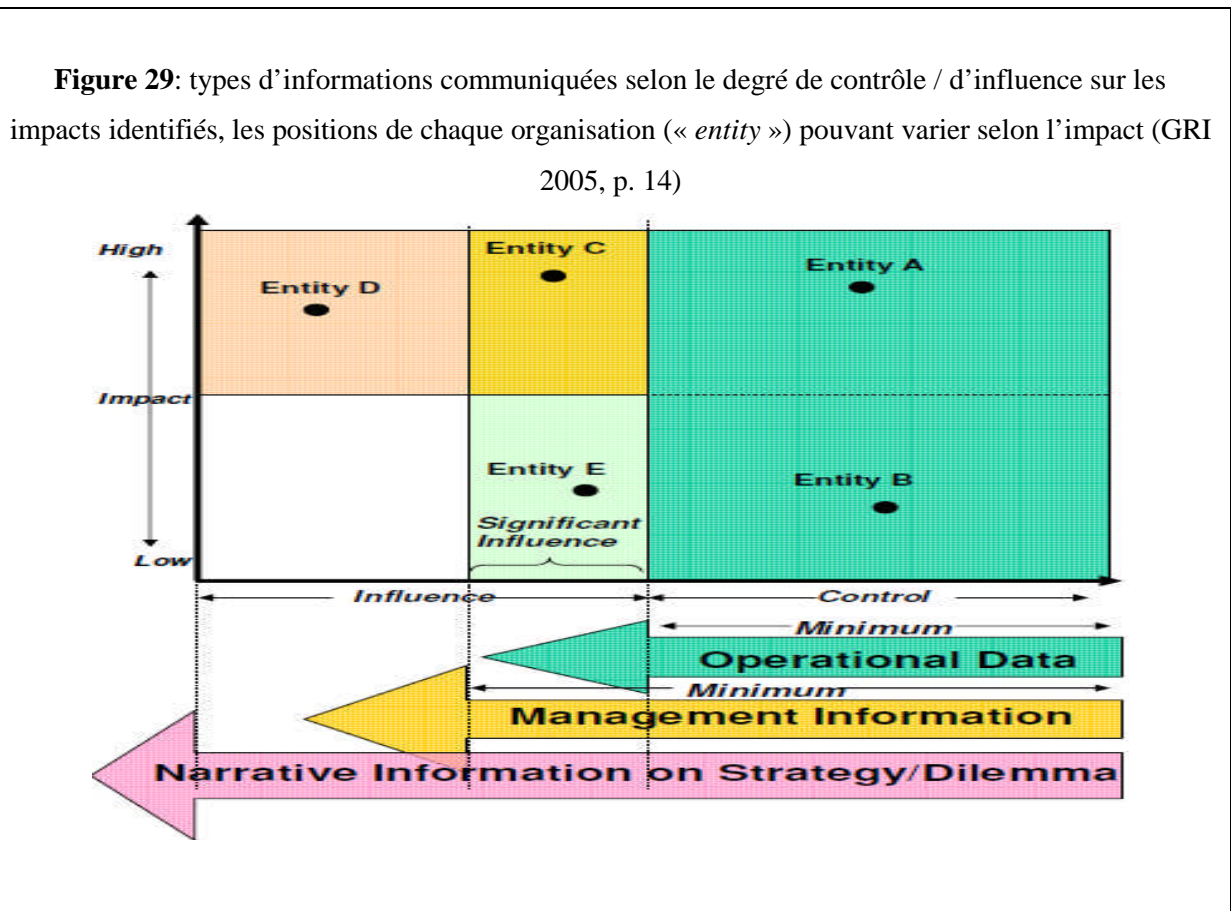 Figure 29: types d’informations communiquées selon le degré de contrôle / d’influence sur les
impacts identifiés, les positions de chaque organisation (« entity ») pouvant varier selon l’impact (GRI
2005, p. 14)
High
Entity C
Entity A
Entity D
Impact
Entity E
Entity B
Significant
Influence
Low
Influence
Control
Minimum
Operational Data
Minimum
Management Information
Narrative Information on Strategy/Dilemma